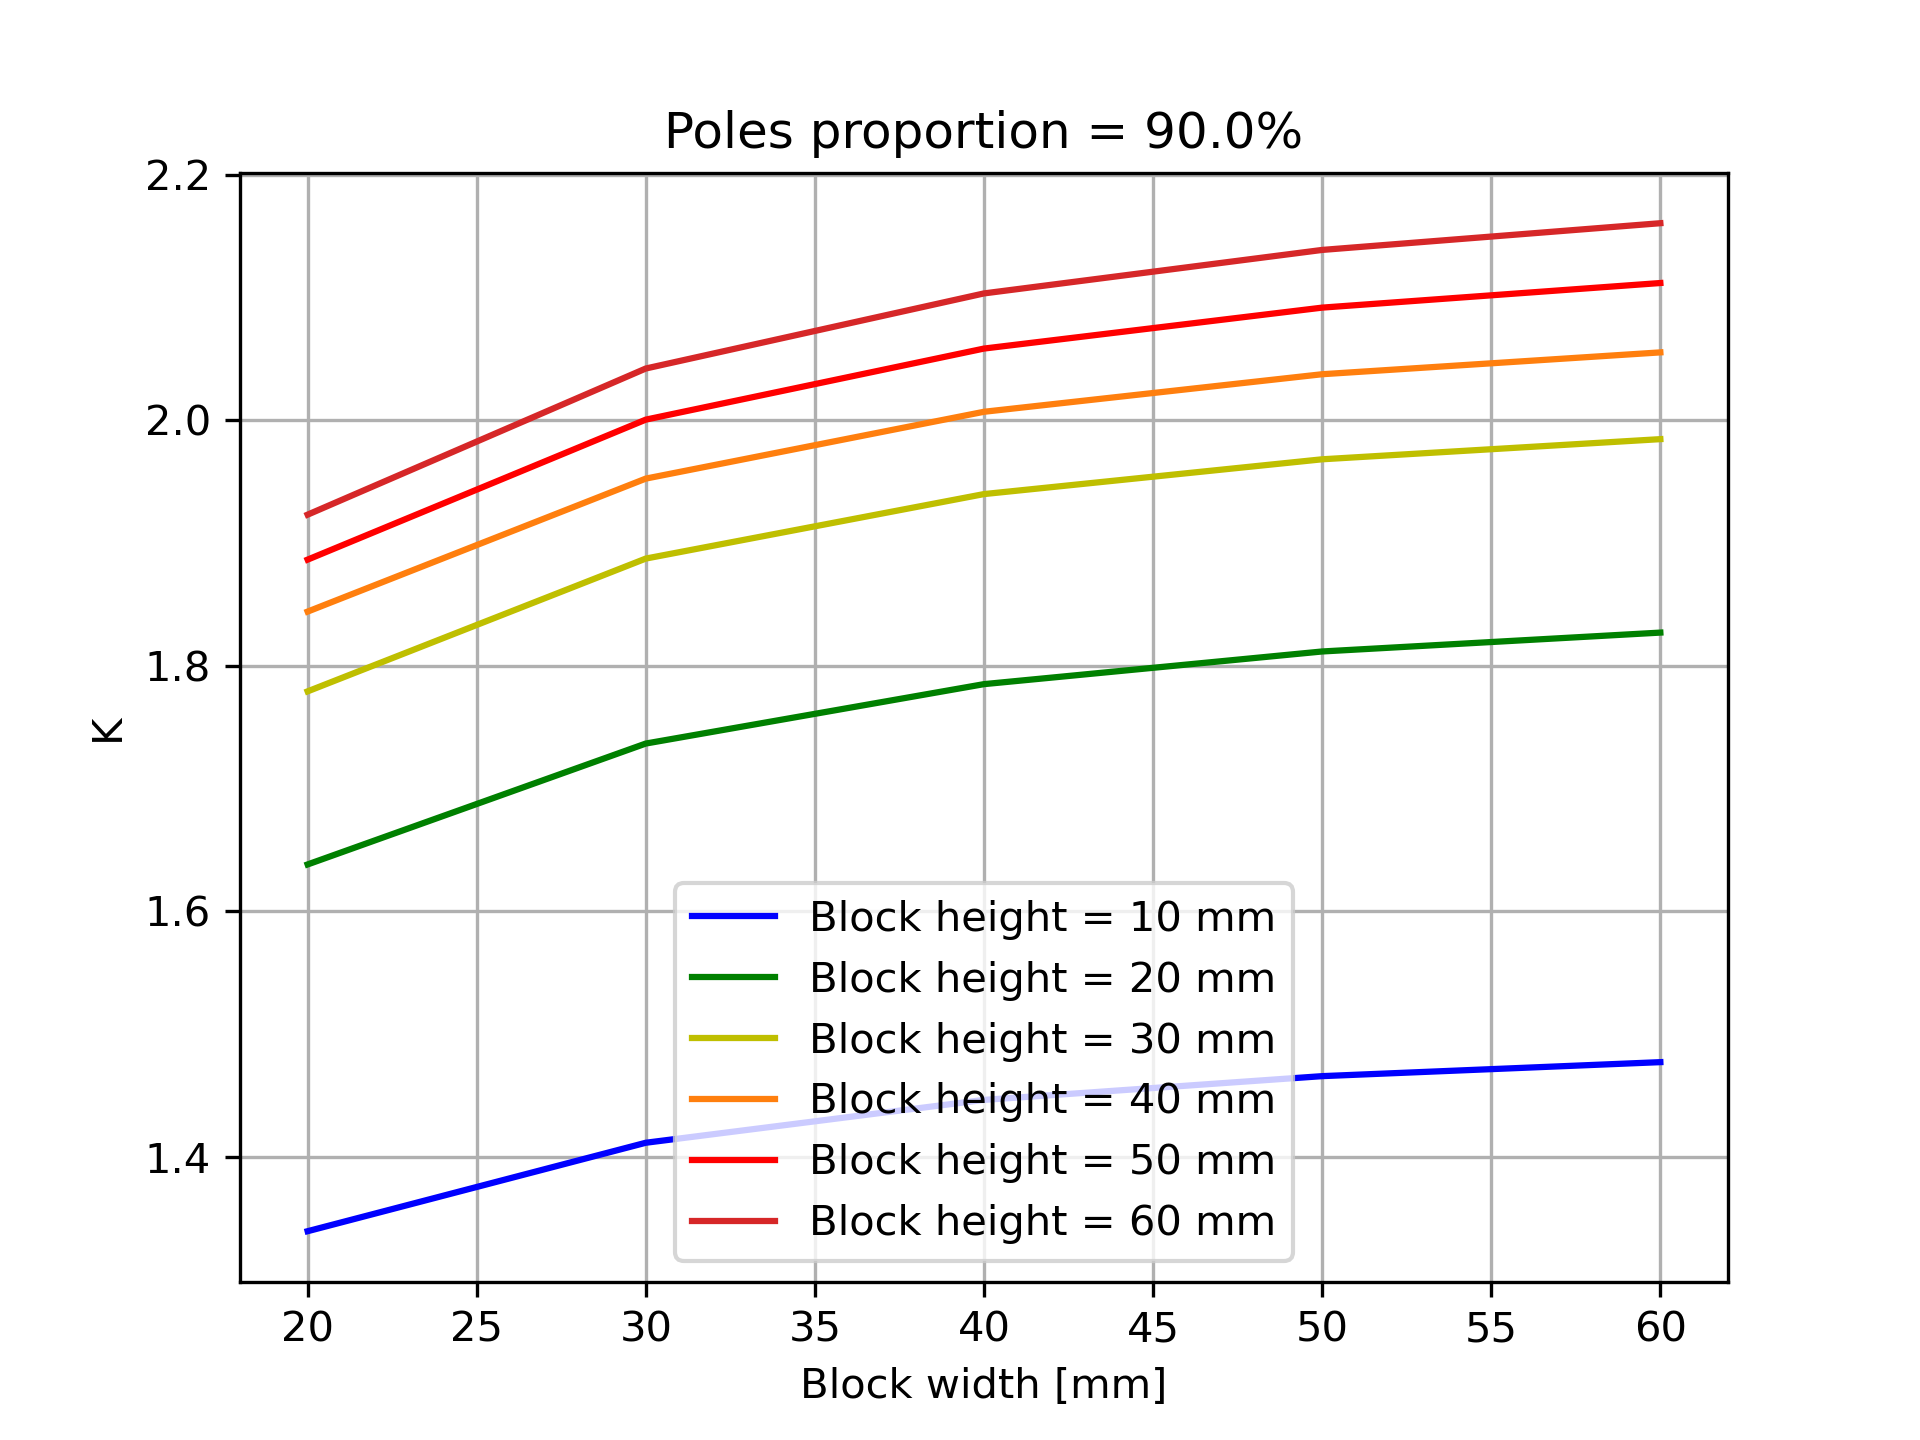 Poles proportion = 90.0%
2.2
2.0
1.8
1.6
1.4
K
Block height = 10 mm
Block height = 20 mm
Block height = 30 mm
Block height = 40 mm
Block height = 50 mm
Block height = 60 mm
20 25 30 35 40 45 50 55 60
Block width [mm]